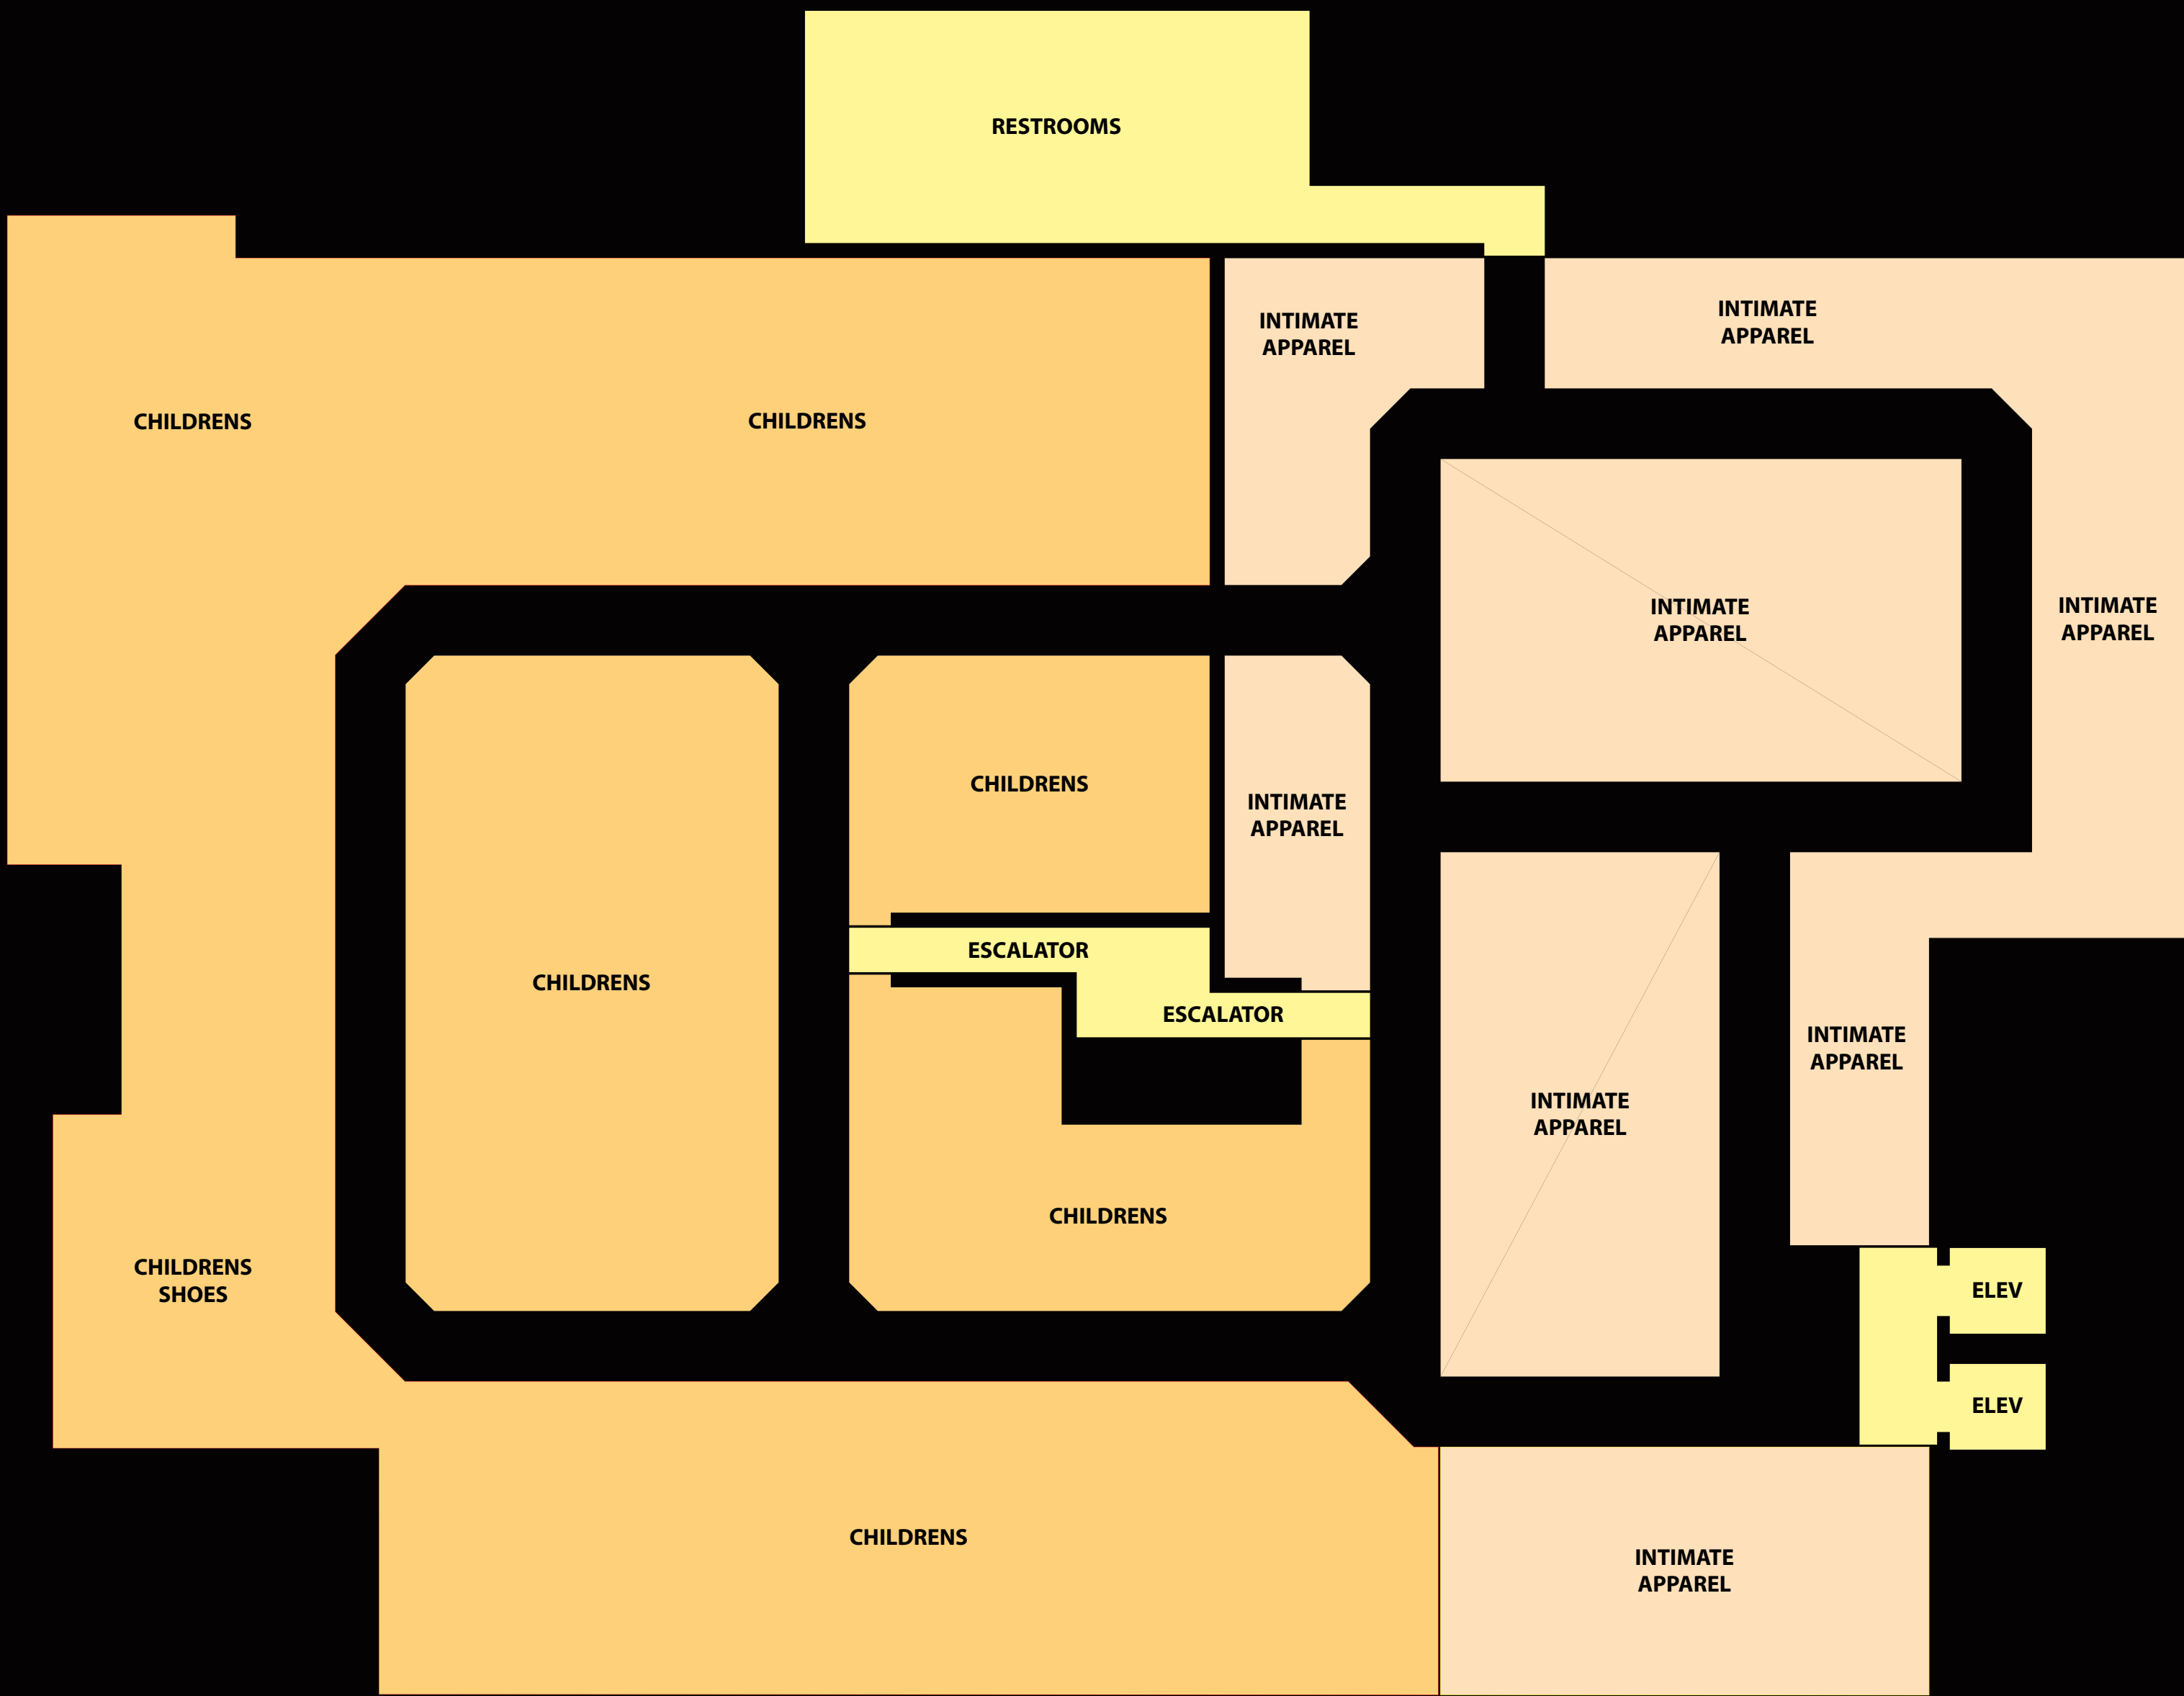 RESTROOMS
INTIMATE
APPAREL
INTIMATE
APPAREL
CHILDRENS
CHILDRENS
INTIMATE
APPAREL
INTIMATE
APPAREL
CHILDRENS
INTIMATE
APPAREL
ESCALATOR
CHILDRENS
ESCALATOR
INTIMATE
APPAREL
INTIMATE
APPAREL
CHILDRENS
CHILDRENS
SHOES
ELEV
ELEV
CHILDRENS
INTIMATE
APPAREL